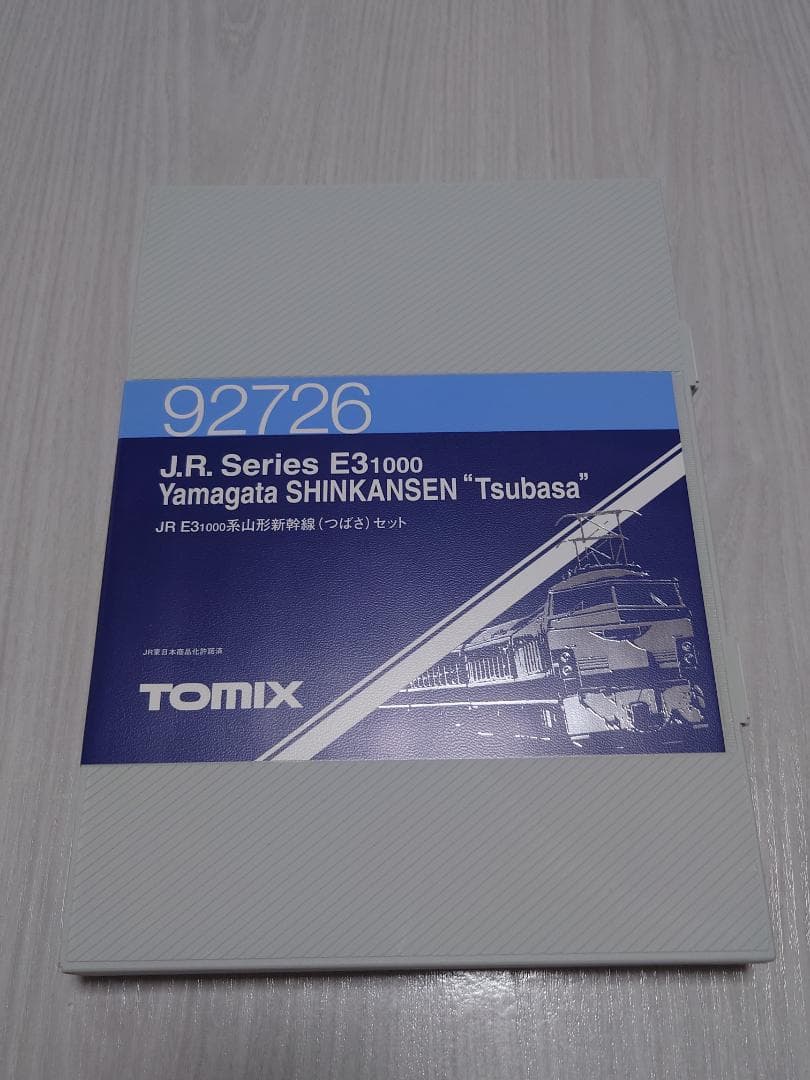 92726
J.R. Series E31000
Yamagata SHINKANSEN “Tsubasa”
JR E31000系山形新幹線(つばさ)セット
JR東日本商品化許諾済
TOMIX